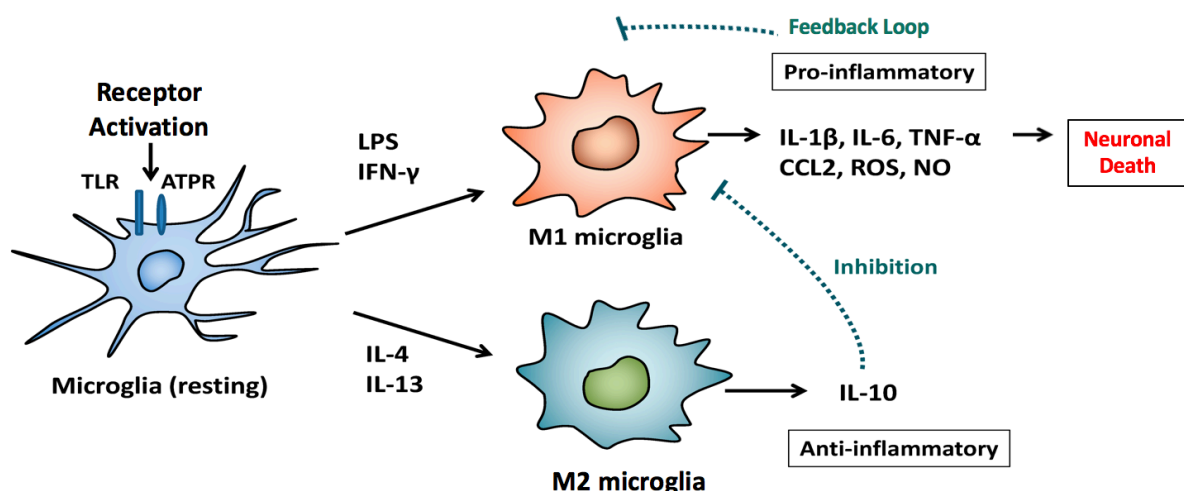 Feedback Loop
Pro-inflammatory
Receptor
Activation
TLR ATPR
LPS
IFN-γ
IL-1β, IL-6, TNF-α
CCL2, ROS, NO
Neuronal
Death
M1 microglia
Inhibition
Microglia (resting)
IL-4
IL-13
IL-10
Anti-inflammatory
M2 microglia